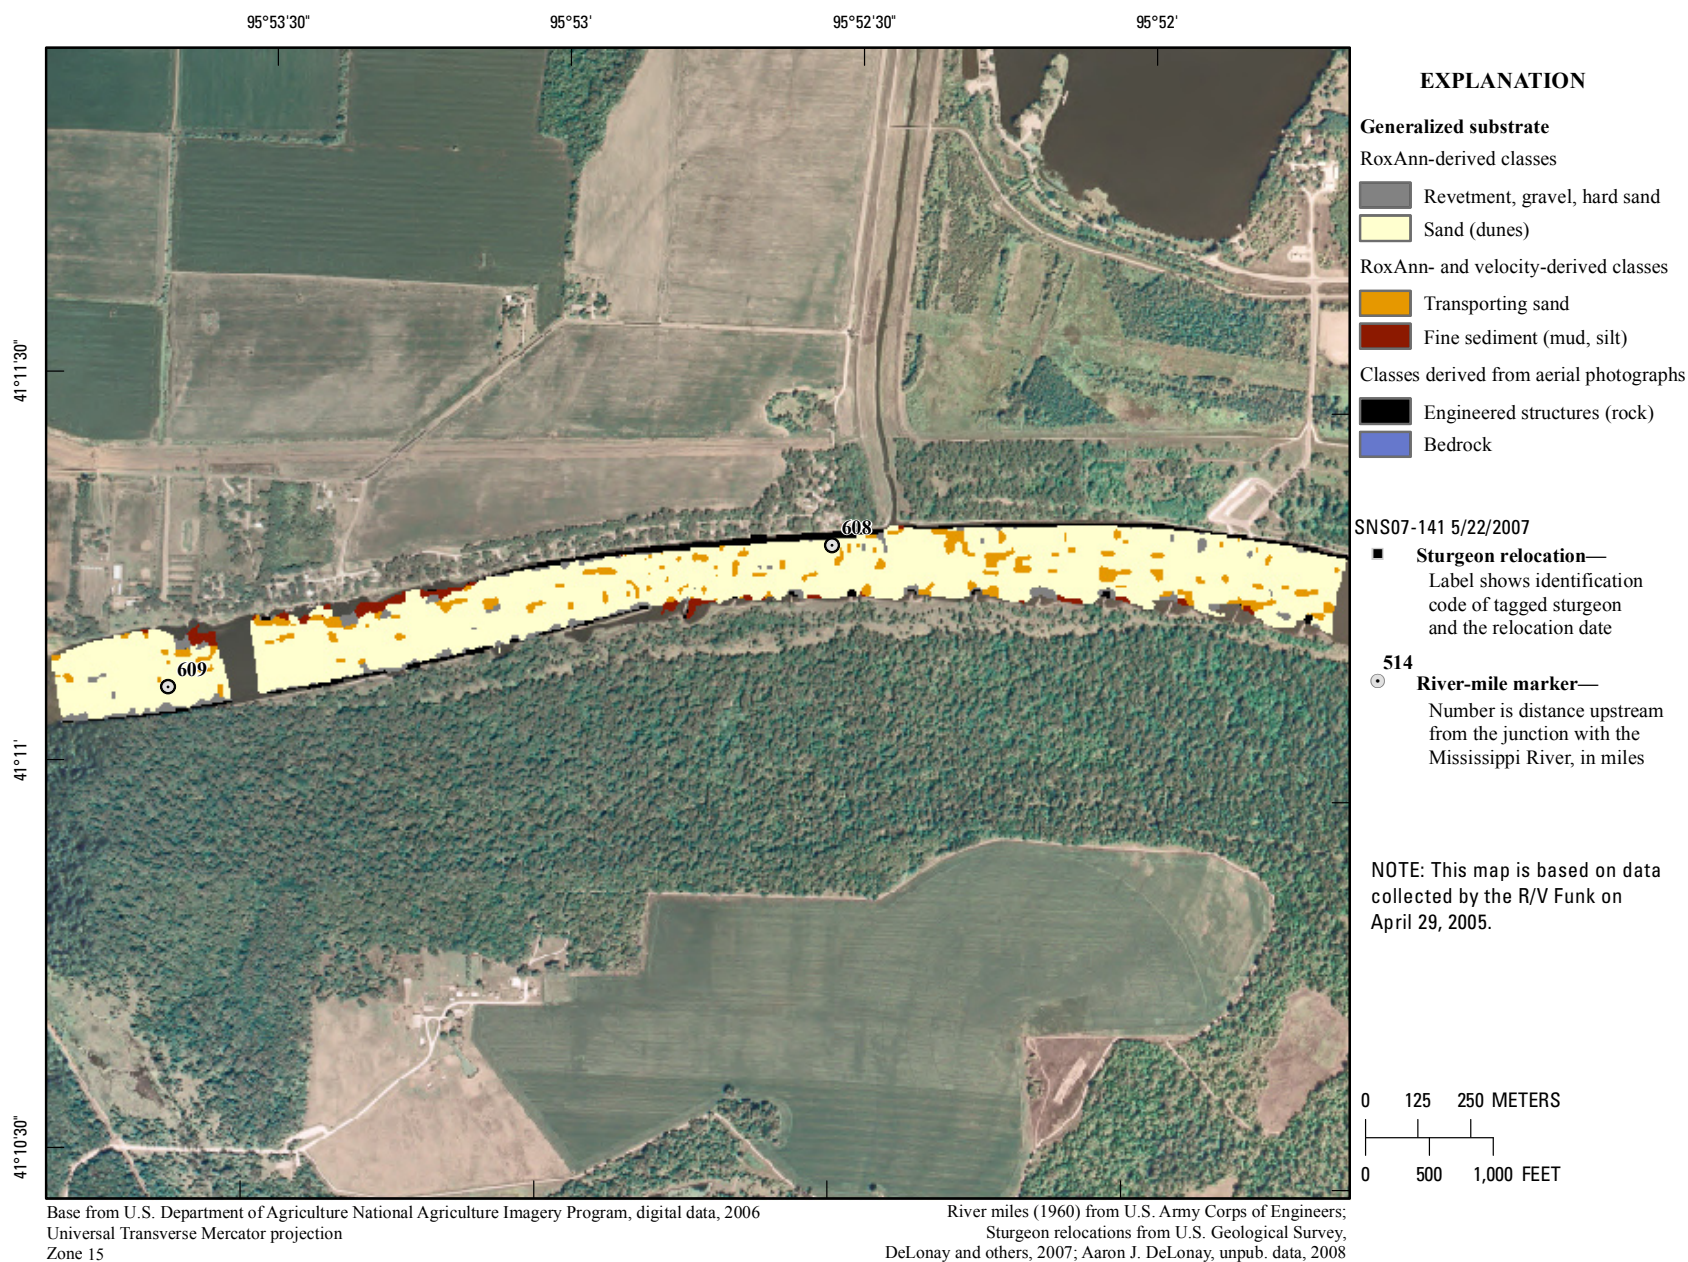 95°53'30"
95°53'
95°52'30"
95°52'
41°11'30"
41°11'
41°10'30"
608
609
EXPLANATION
Generalized substrate
RoxAnn-derived classes
Revetment, gravel, hard sand
Sand (dunes)
RoxAnn- and velocity-derived classes
Transporting sand
Fine sediment (mud, silt)
Classes derived from aerial photographs
Engineered structures (rock)
Bedrock
SNS07-141 5/22/2007
Sturgeon relocation—
Label shows identification
code of tagged sturgeon
and the relocation date
514
River-mile marker—
Number is distance upstream
from the junction with the
Mississippi River, in miles
NOTE: This map is based on data
collected by the R/V Funk on
April 29, 2005.
0 125 250 METERS
0 500 1,000 FEET
Base from U.S. Department of Agriculture National Agriculture Imagery Program, digital data, 2006
Universal Transverse Mercator projection
Zone 15
River miles (1960) from U.S. Army Corps of Engineers;
Sturgeon relocations from U.S. Geological Survey,
DeLonay and others, 2007; Aaron J. DeLonay, unpub. data, 2008